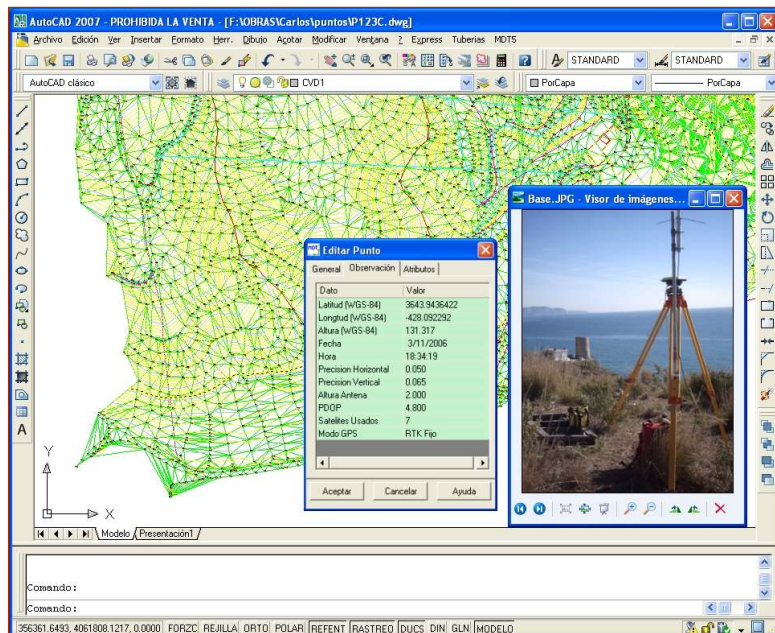 AutoCAD 2007 - PROHIBIDA LA VENTA - [F:\OBRAS\Carlos\puntos\P123C.dwg]
Archivo Edición Ver Insertar Formato Herr. Dibujo Acotar Modificar Ventana ? Express Tuberias MDT5
STANDARD STANDARD
AutoCAD clásico CVD1 PorCapa PorCapa
Base.JPG - Visor de imágenes...
Editar Punto
General Observación Atributos
Dato Valor
Latitud (WGS-84) 3643.9436422
Longtud (WGS-84) -428.092292
Altura (WGS-84) 131.317
Fecha 3/11/2006
Hora 18:34:19
Precision Horizontal 0.050
Precision Vertical 0.065
Altura Antena 2.000
PDOP 4.800
Satelites Usados 7
Modo GPS RTK Fijo
Aceptar Cancelar Ayuda
A
Y
X
Modelo Presentación1
Comando:
Comando:
356361.6493, 4061808.1217, 0.0000 FORZC REJILLA ORTO POLAR REFENT RASTREO DUCS DIN GLN MODELO